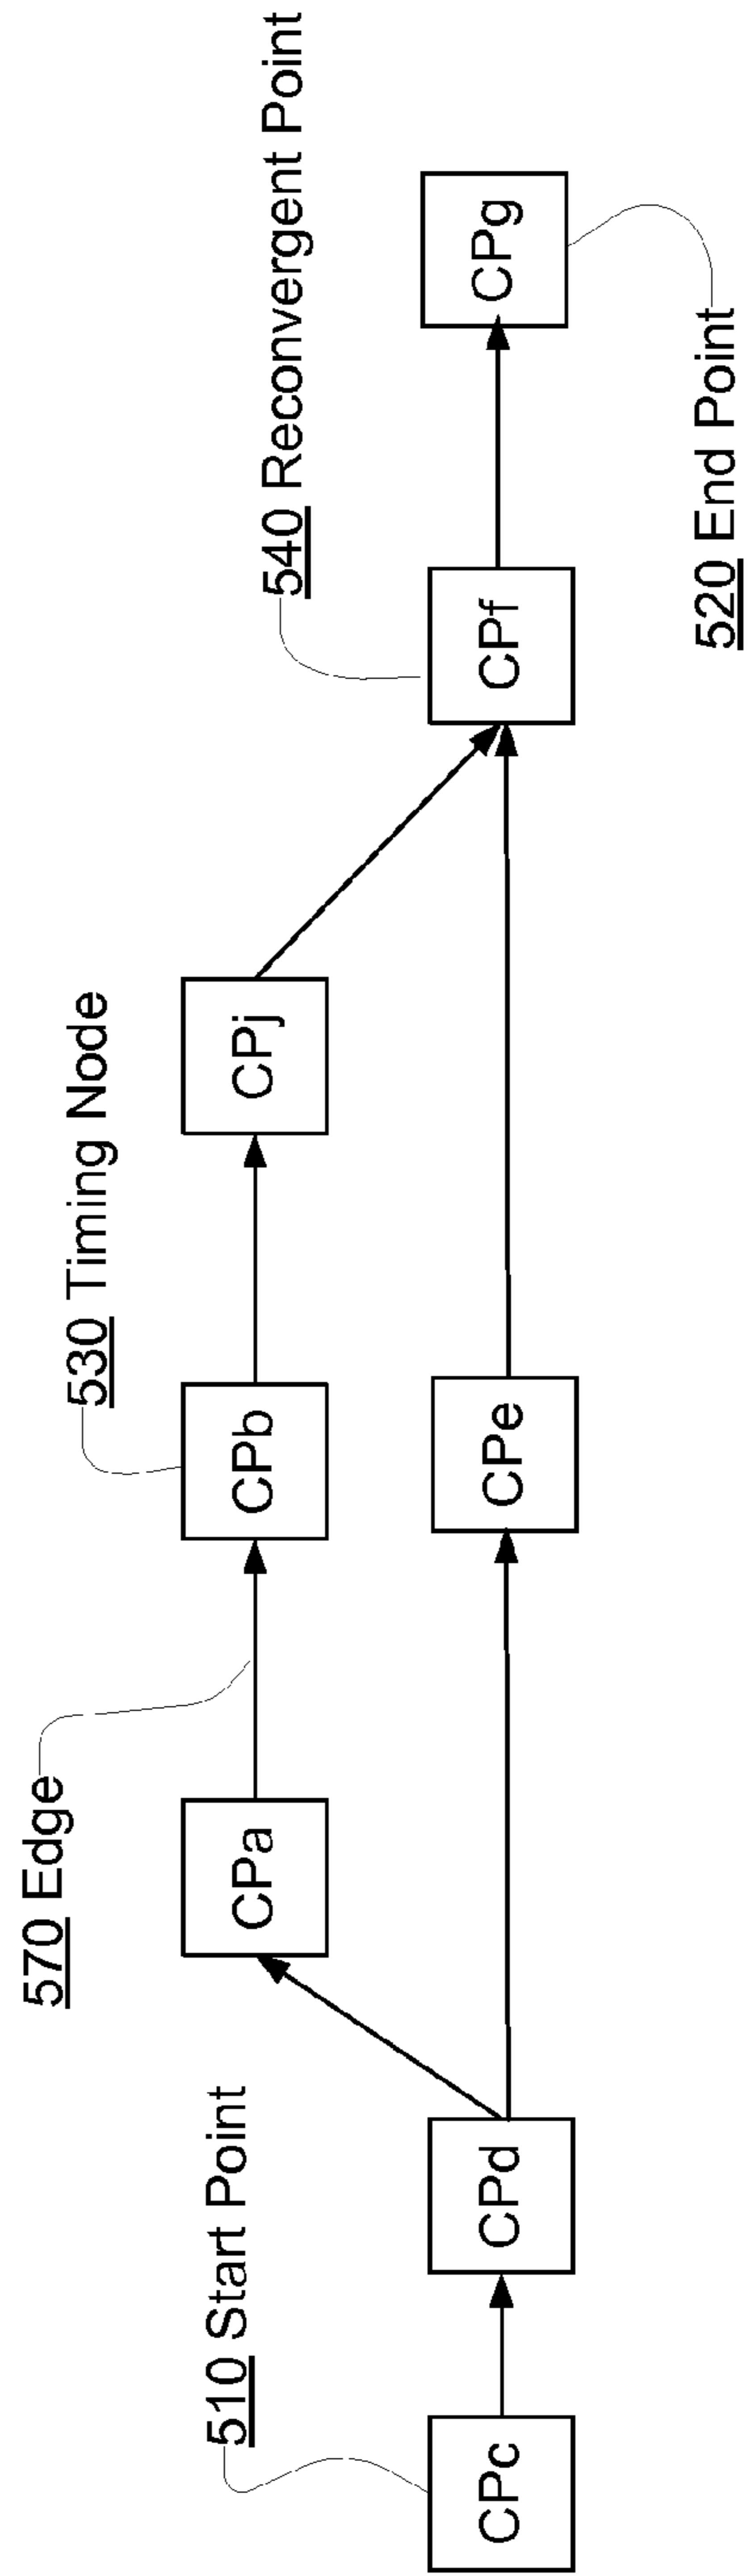 570 Edge
530 Timing Node
510 Start Point
540 Reconvergent Point
CPa
CPb
CPj
CPc
CPd
CPe
CPf
CPg
520 End Point